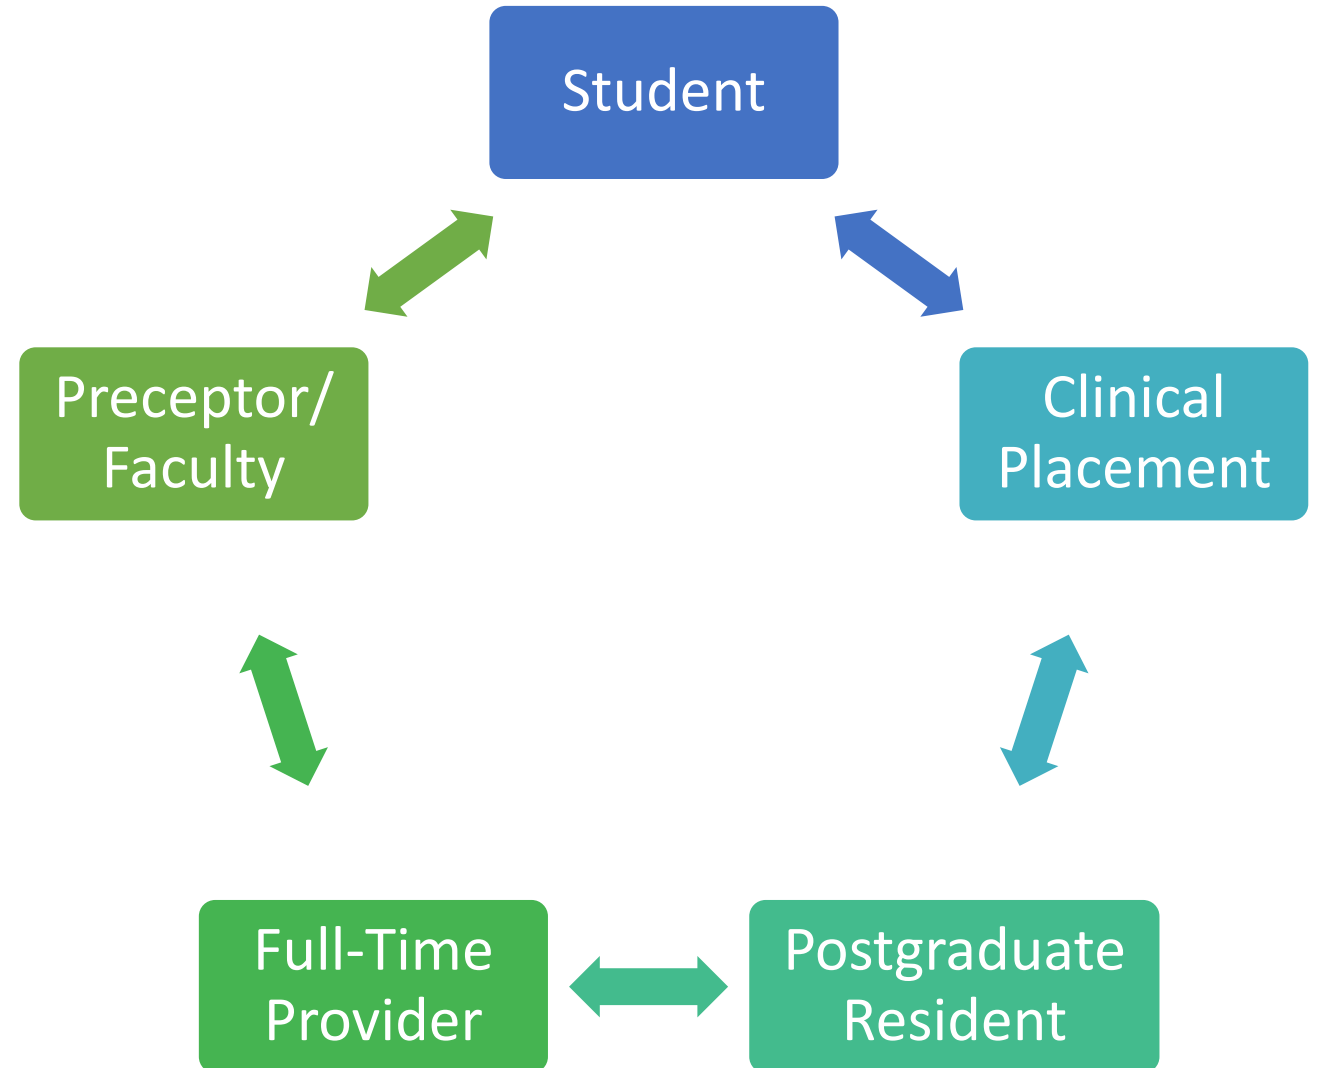 Student
Preceptor/
Faculty
Clinical
Placement
Full-Time
Provider
Postgraduate
Resident